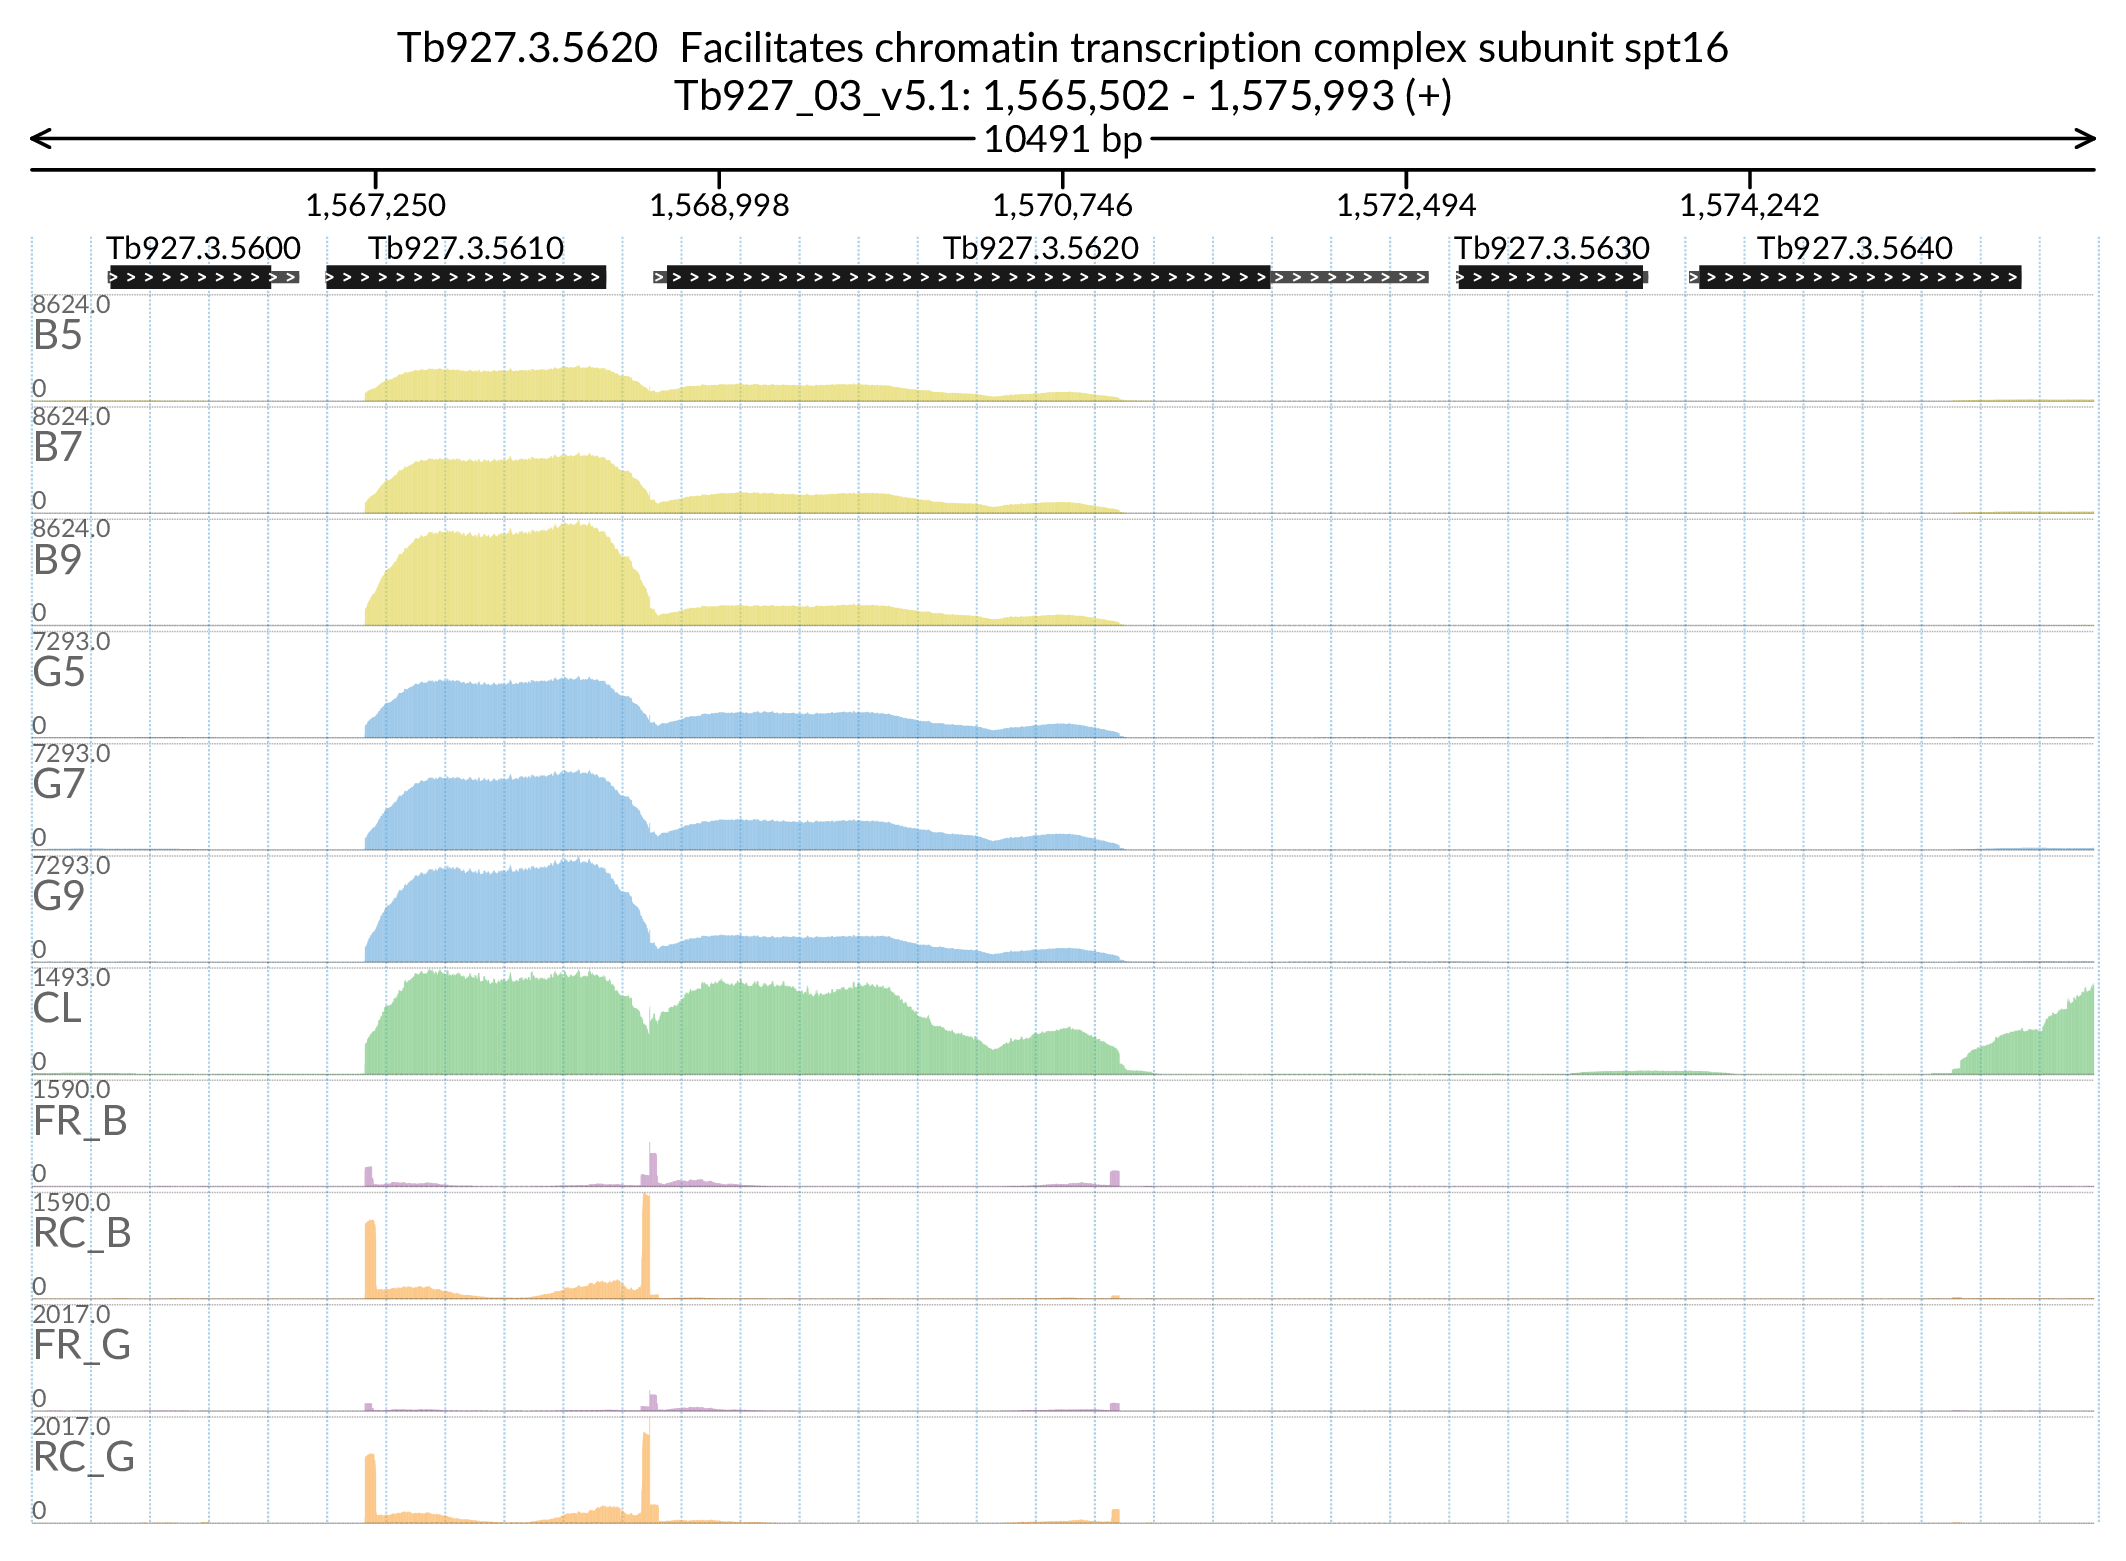 Tb927.3.5620 Facilitates chromatin transcription complex subunit spt16
Tb927_03_v5.1: 1,565,502 - 1,575,993 (+)
10491 bp
1,567,250 1,568,998 1,570,746 1,572,494 1,574,242
Tb927.3.5600 Tb927.3.5610 Tb927.3.5620 Tb927.3.5630 Tb927.3.5640
8624.0
B5
0
8624.0
B7
0
8624.0
B9
0
7293.0
G5
0
7293.0
G7
0
7293.0
G9
0
1493.0
CL
0
1590.0
FR_B
0
1590.0
RC_B
0
2017.0
FR_G
0
2017.0
RC_G
0